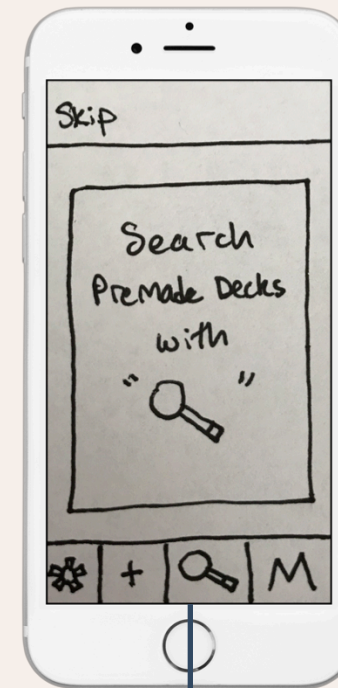 Skip
Search
Premade Decks
with
" "
+ M